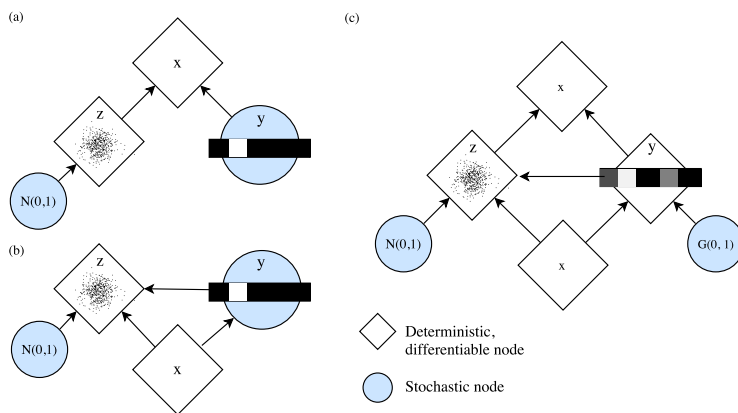 (a)
x
z
y
N(0,1)
(b)
z
y
N(0,1)
x
(c)
x
z
y
N(0,1)
G(0, 1)
x
Deterministic,
differentiable node
Stochastic node